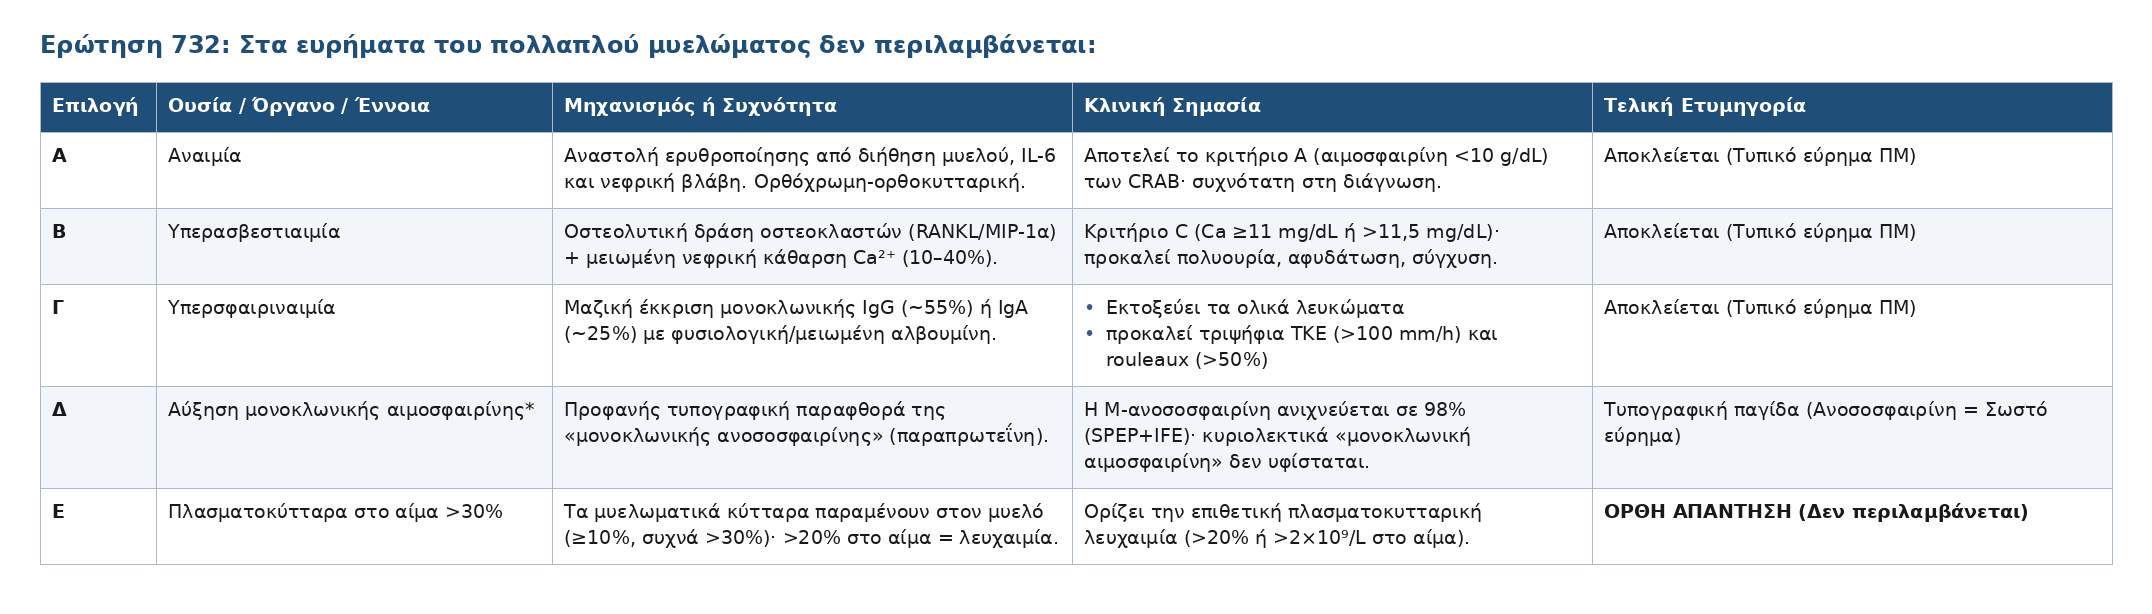 Ερώτηση 732: Στα ευρήματα του πολλαπλού μυελώματος δεν περιλαμβάνεται:
Επιλογή Ουσία / Όργανο / Έννοια Μηχανισμός ή Συχνότητα Κλινική Σημασία Τελική Ετυμηγορία
Α Αναιμία Αναστολή ερυθροποίησης από διήθηση μυελού, IL-6 Αποτελεί το κριτήριο Α (αιμοσφαιρίνη <10 g/dL) Αποκλείεται (Τυπικό εύρημα ΠΜ)
και νεφρική βλάβη. Ορθόχρωμη-ορθοκυτταρική. των CRAB· συχνότατη στη διάγνωση.
Β Υπερασβεστιαιμία Οστεολυτική δράση οστεοκλαστών (RANKL/MIP-1α) Κριτήριο C (Ca ≥11 mg/dL ή >11,5 mg/dL)· Αποκλείεται (Τυπικό εύρημα ΠΜ)
+ μειωμένη νεφρική κάθαρση Ca²⁺ (10–40%). προκαλεί πολυουρία, αφυδάτωση, σύγχυση.
Γ Υπερσφαιριναιμία Μαζική έκκριση μονοκλωνικής IgG (~55%) ή IgA • Εκτοξεύει τα ολικά λευκώματα Αποκλείεται (Τυπικό εύρημα ΠΜ)
(~25%) με φυσιολογική/μειωμένη αλβουμίνη. • προκαλεί τριψήφια ΤΚΕ (>100 mm/h) και
rouleaux (>50%)
Δ Αύξηση μονοκλωνικής αιμοσφαιρίνης* Προφανής τυπογραφική παραφθορά της Η Μ-ανοσοσφαιρίνη ανιχνεύεται σε 98% Τυπογραφική παγίδα (Ανοσοσφαιρίνη = Σωστό
«μονοκλωνικής ανοσοσφαιρίνης» (παραπρωτεΐνη). (SPEP+IFE)· κυριολεκτικά «μονοκλωνική εύρημα)
αιμοσφαιρίνη» δεν υφίσταται.
Ε Πλασματοκύτταρα στο αίμα >30% Τα μυελωματικά κύτταρα παραμένουν στον μυελό Ορίζει την επιθετική πλασματοκυτταρική ΟΡΘΗ ΑΠΑΝΤΗΣΗ (Δεν περιλαμβάνεται)
(≥10%, συχνά >30%)· >20% στο αίμα = λευχαιμία. λευχαιμία (>20% ή >2×10⁹/L στο αίμα).